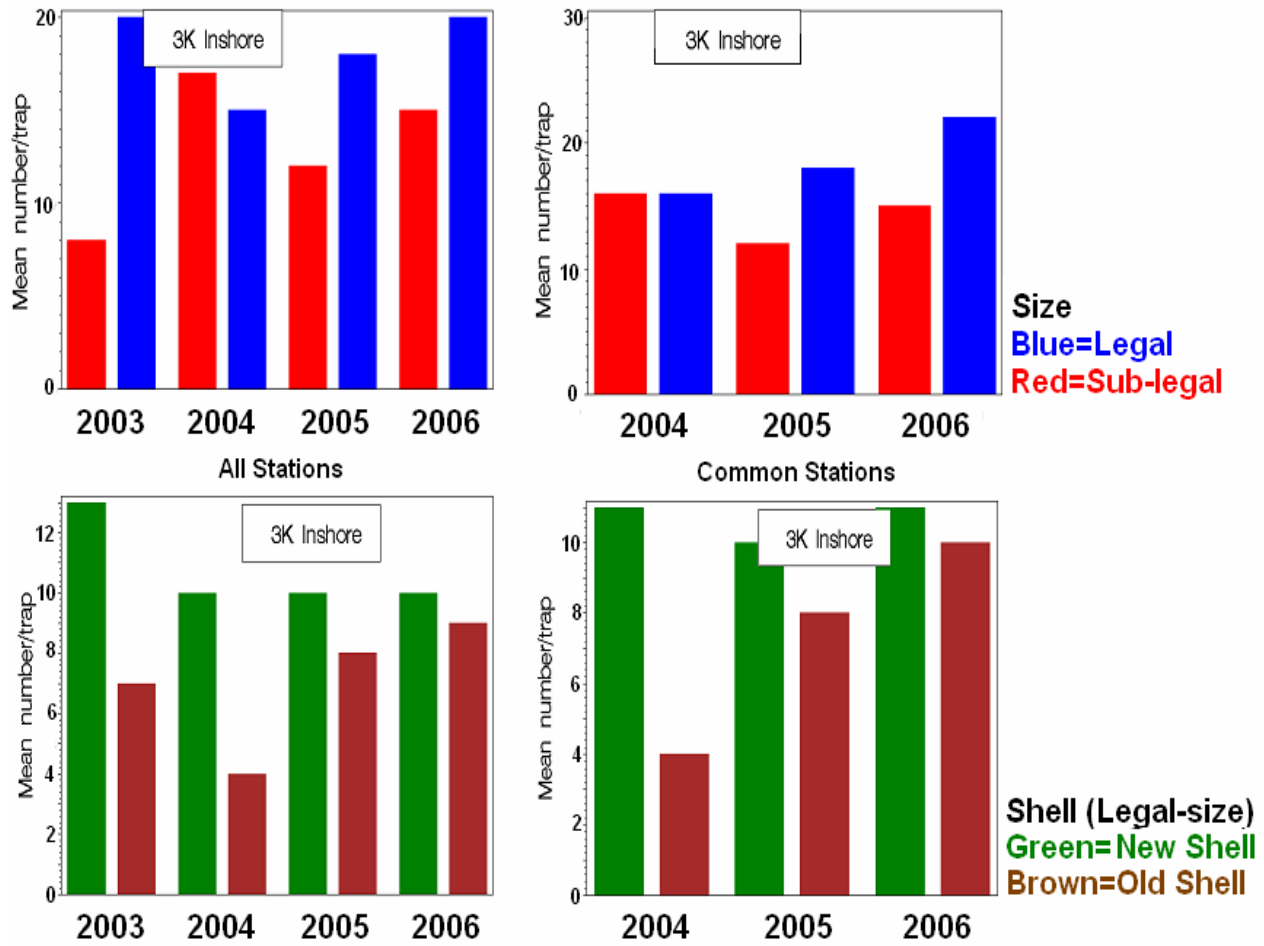 3K Inshore
Mean number/trap
20
10
0
2003 2004 2005 2006
All Stations
3K Inshore
Mean number/trap
30
20
10
0
2004 2005 2006
Common Stations
Size
Blue=Legal
Red=Sub-legal
3K Inshore
Mean number/trap
12
10
8
6
4
2
0
2003 2004 2005 2006
3K Inshore
Mean number/trap
10
8
6
4
2
0
2004 2005 2006
Shell (Legal-size)
Green=New Shell
Brown=Old Shell